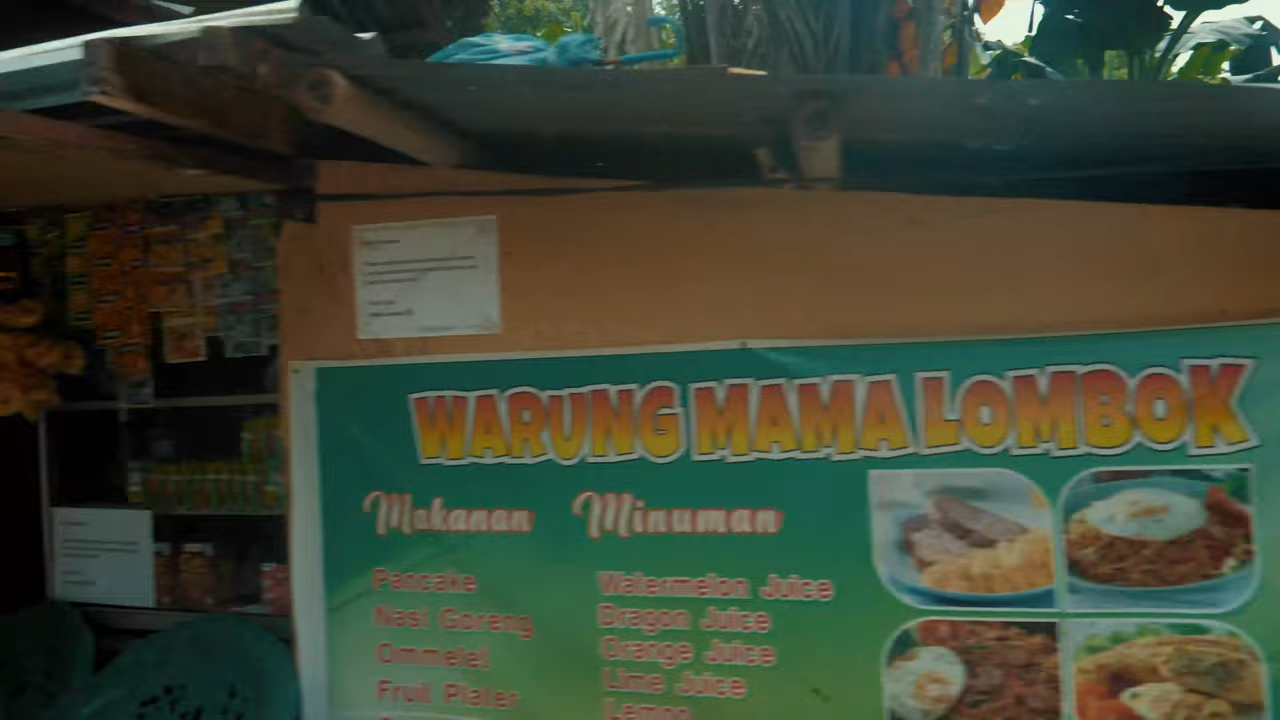 WARUNG MAMA LOMBOK
Makanan
Pancake
Nasi Goreng
Ommelet
Fruit Plater
Minuman
Watermelon Juice
Dragon Juice
Orange Juice
Lime Juice
Lemon